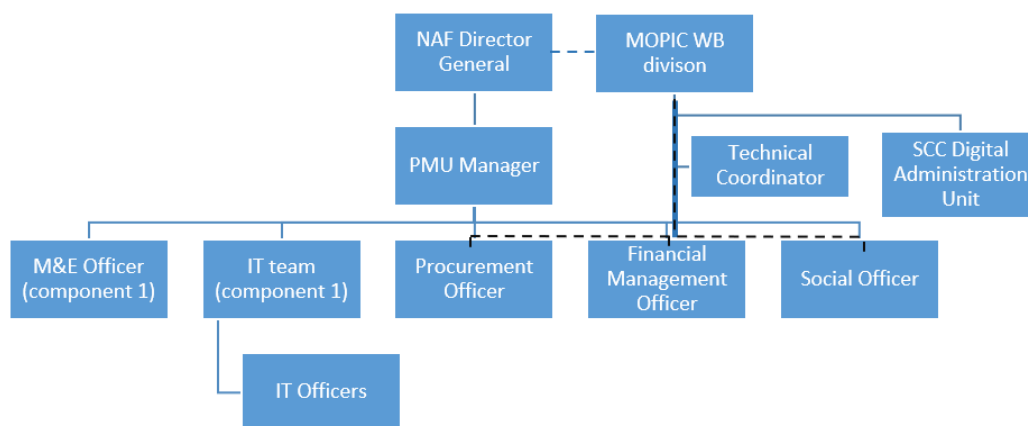 NAF Director
General
MOPIC WB
divison
PMU Manager
Technical
Coordinator
SCC Digital
Administration
Unit
M&E Officer
(component 1)
IT team
(component 1)
Procurement
Officer
Financial
Management
Officer
Social Officer
IT Officers